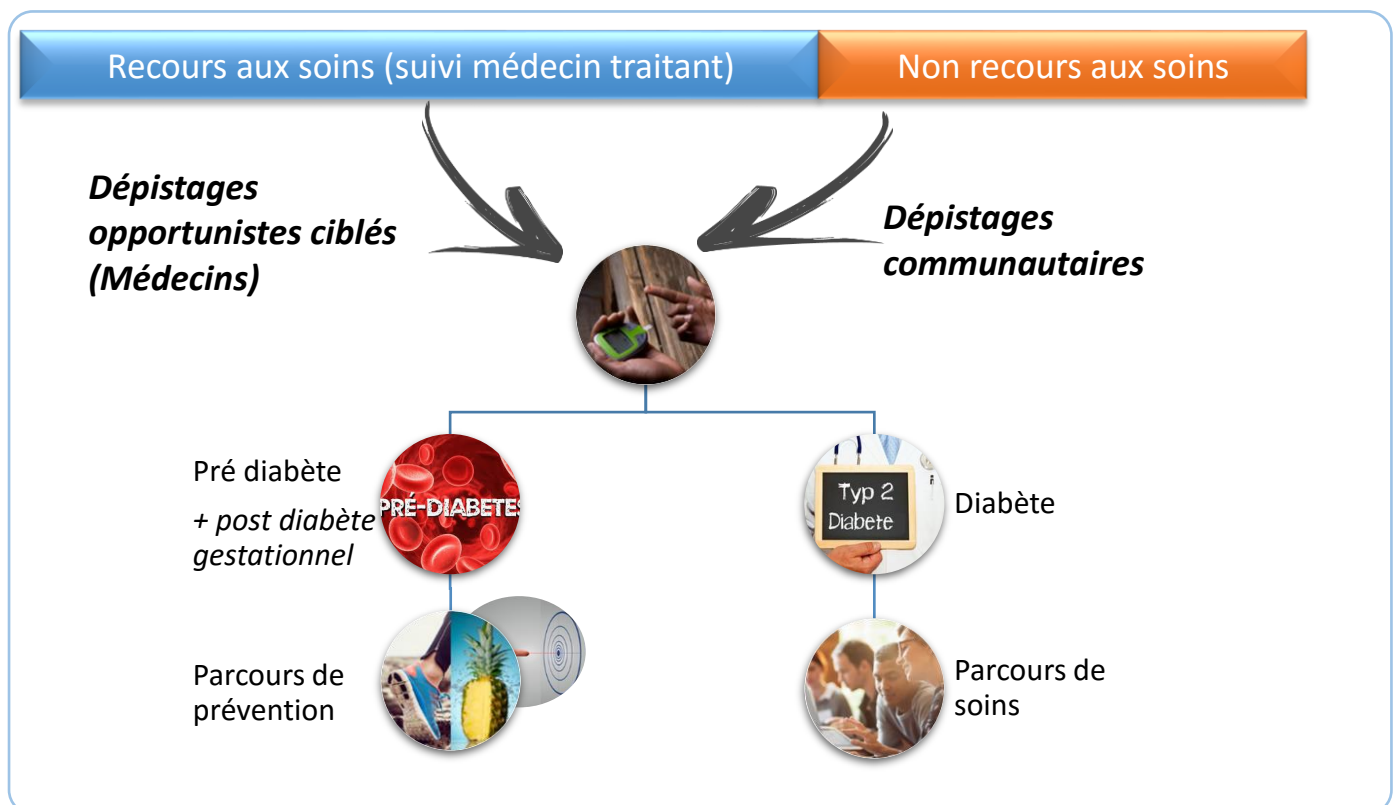 Recours aux soins (suivi médecin traitant)
Non recours aux soins
Dépistages
opportunistes ciblés
(Médecins)
Dépistages
communautaires
Pré diabète
+ post diabète
gestationnel
PRÉ-DIABETES
Typ 2
Diabete
Diabète
Parcours de
prévention
Parcours de
soins